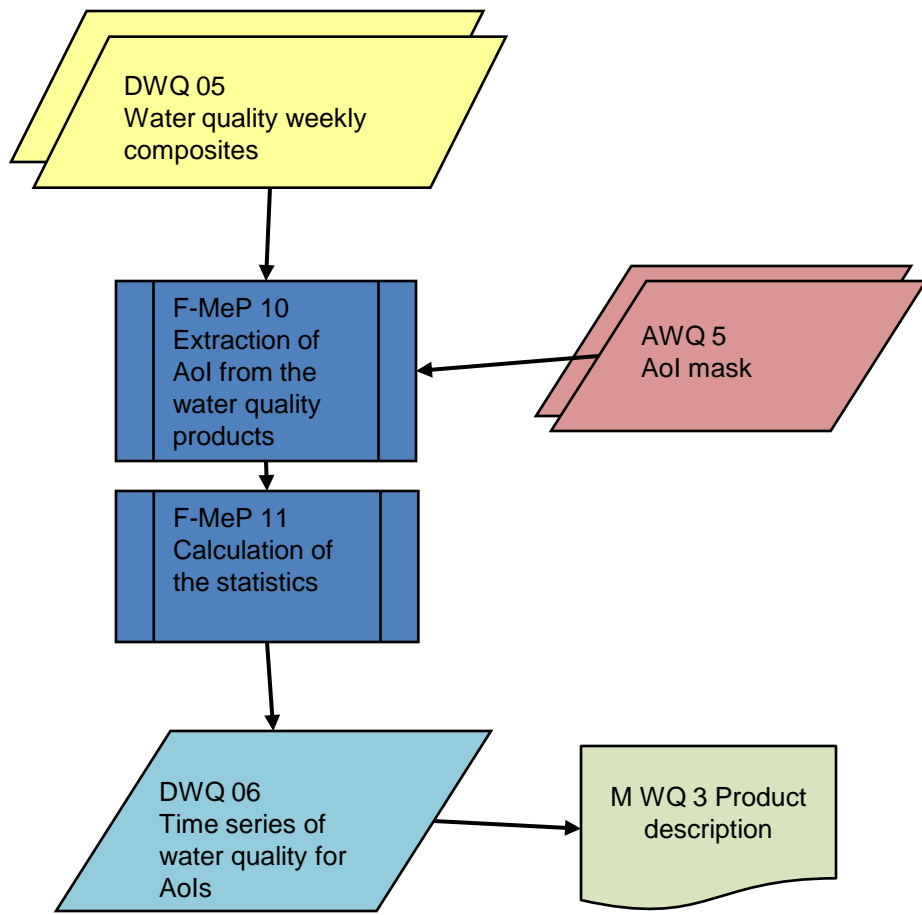 DWQ 05
Water quality weekly
composites
F-MeP 10
Extraction of
AoI from the
water quality
products
AWQ 5
AoI mask
F-MeP 11
Calculation of
the statistics
DWQ 06
Time series of
water quality for
AoIs
M WQ 3 Product
description